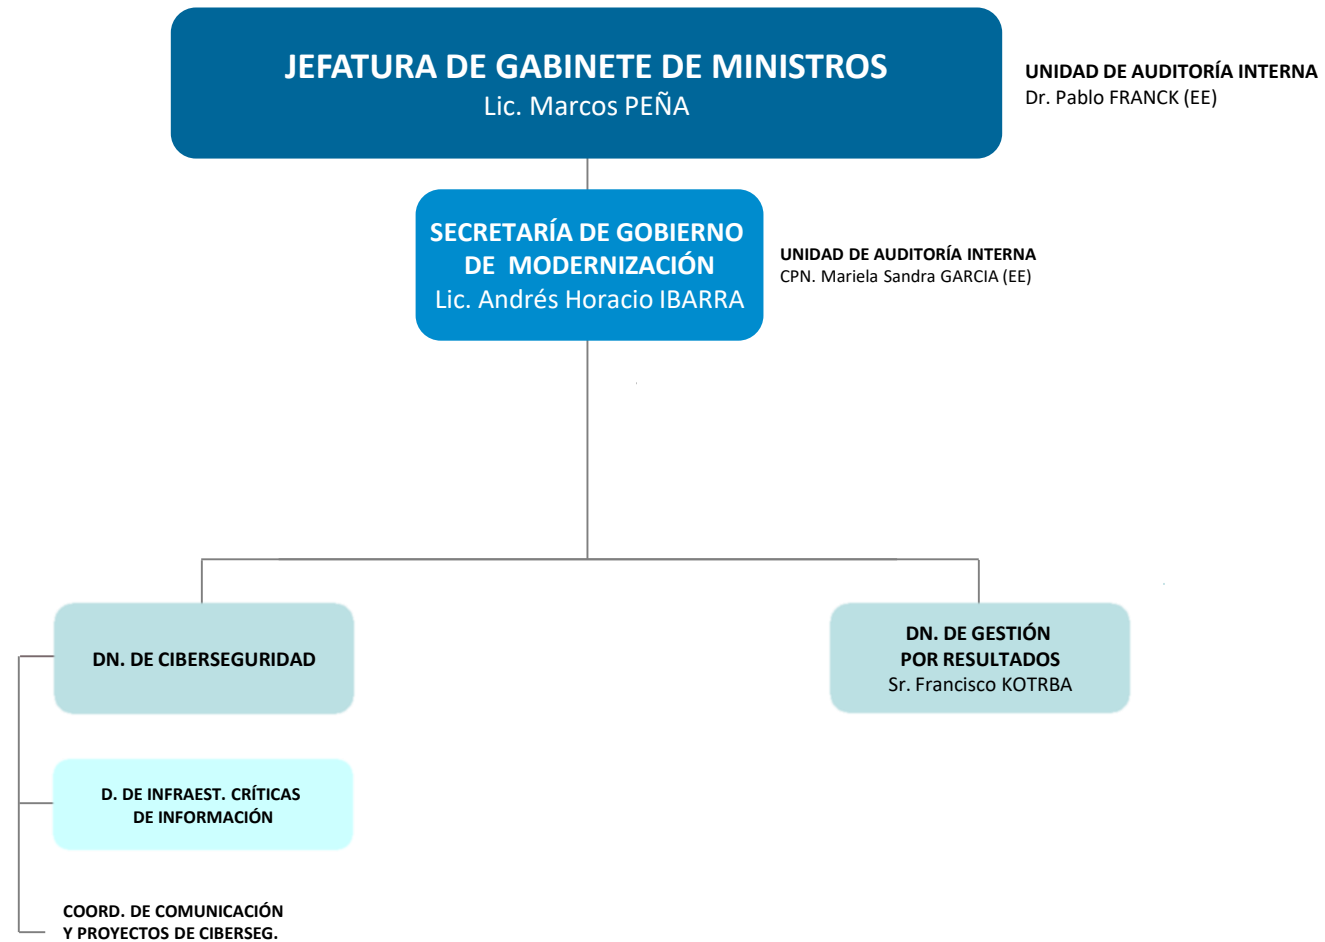 JEFATURA DE GABINETE DE MINISTROS
Lic. Marcos PEÑA
UNIDAD DE AUDITORÍA INTERNA
Dr. Pablo FRANCK (EE)
SECRETARÍA DE GOBIERNO
DE MODERNIZACIÓN
Lic. Andrés Horacio IBARRA
UNIDAD DE AUDITORÍA INTERNA
CPN. Mariela Sandra GARCIA (EE)
DN. DE CIBERSEGURIDAD
DN. DE GESTIÓN
POR RESULTADOS
Sr. Francisco KOTRBA
D. DE INFRAEST. CRÍTICAS
DE INFORMACIÓN
COORD. DE COMUNICACIÓN
Y PROYECTOS DE CIBERSEG.